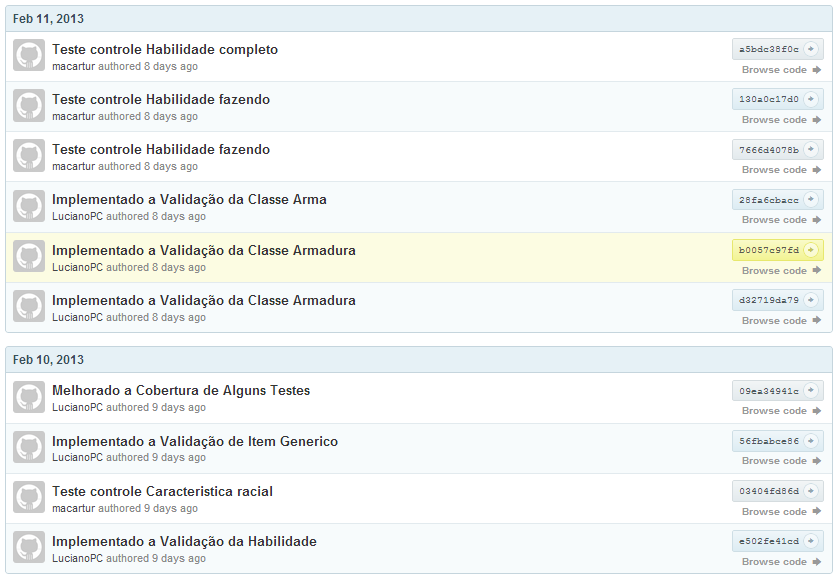 Feb 11, 2013
Teste controle Habilidade completo
a5bdc38f0c
macartur authored 8 days ago
Browse code
Teste controle Habilidade fazendo
130a0c17d0
macartur authored 8 days ago
Browse code
Teste controle Habilidade fazendo
7666d4078b
macartur authored 8 days ago
Browse code
Implementado a Validação da Classe Arma
28fa6cbacc
LucianoPC authored 8 days ago
Browse code
Implementado a Validação da Classe Armadura
b0057c97fd
LucianoPC authored 8 days ago
Browse code
Implementado a Validação da Classe Armadura
d32719da79
LucianoPC authored 8 days ago
Browse code
Feb 10, 2013
Melhorado a Cobertura de Alguns Testes
09ea34941c
LucianoPC authored 9 days ago
Browse code
Implementado a Validação de Item Generico
56fbabce86
LucianoPC authored 9 days ago
Browse code
Teste controle Caracteristica racial
03404fd86d
macartur authored 9 days ago
Browse code
Implementado a Validação da Habilidade
e502fe41cd
LucianoPC authored 9 days ago
Browse code